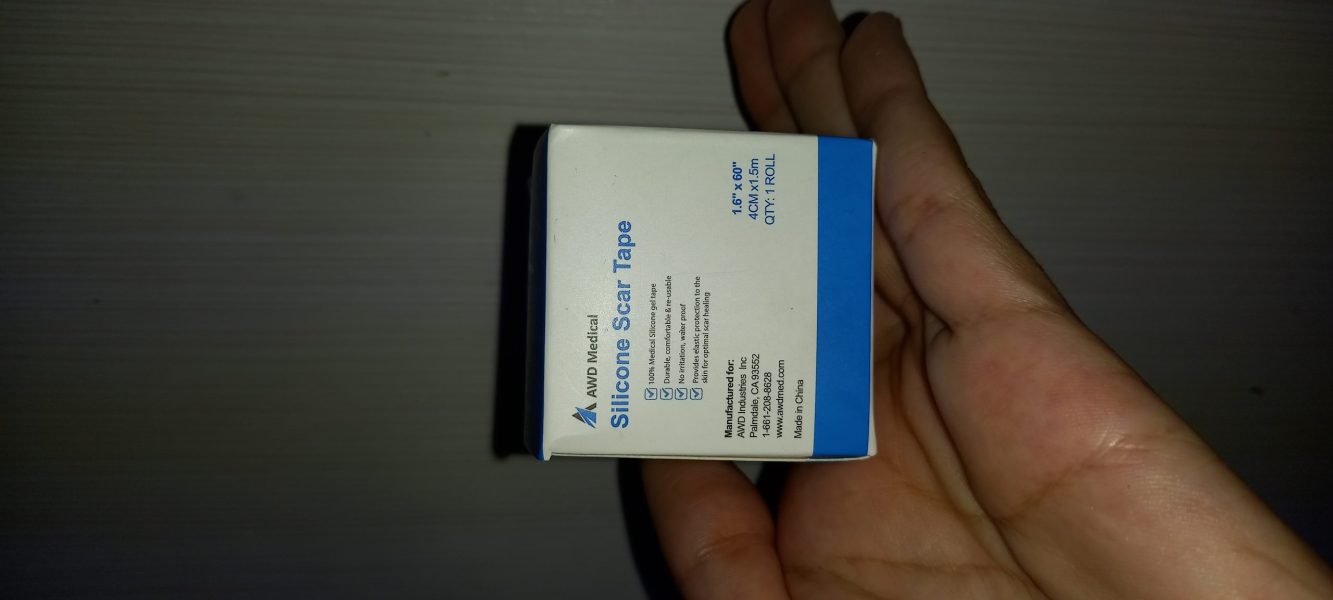 AWD Medical
Silicone Scar Tape
100% Medical Silicone gel tape
Durable, comfortable & re-usable
No irritation, water proof
Provides elastic protection to the
skin for optimal scar healing
1.6" x 60"
4CM x1.5m
QTY: 1 ROLL
Manufactured for:
AWD Industries Inc
Palmdale, CA 93552
1-661-208-8628
www.awdmed.com
Made in China